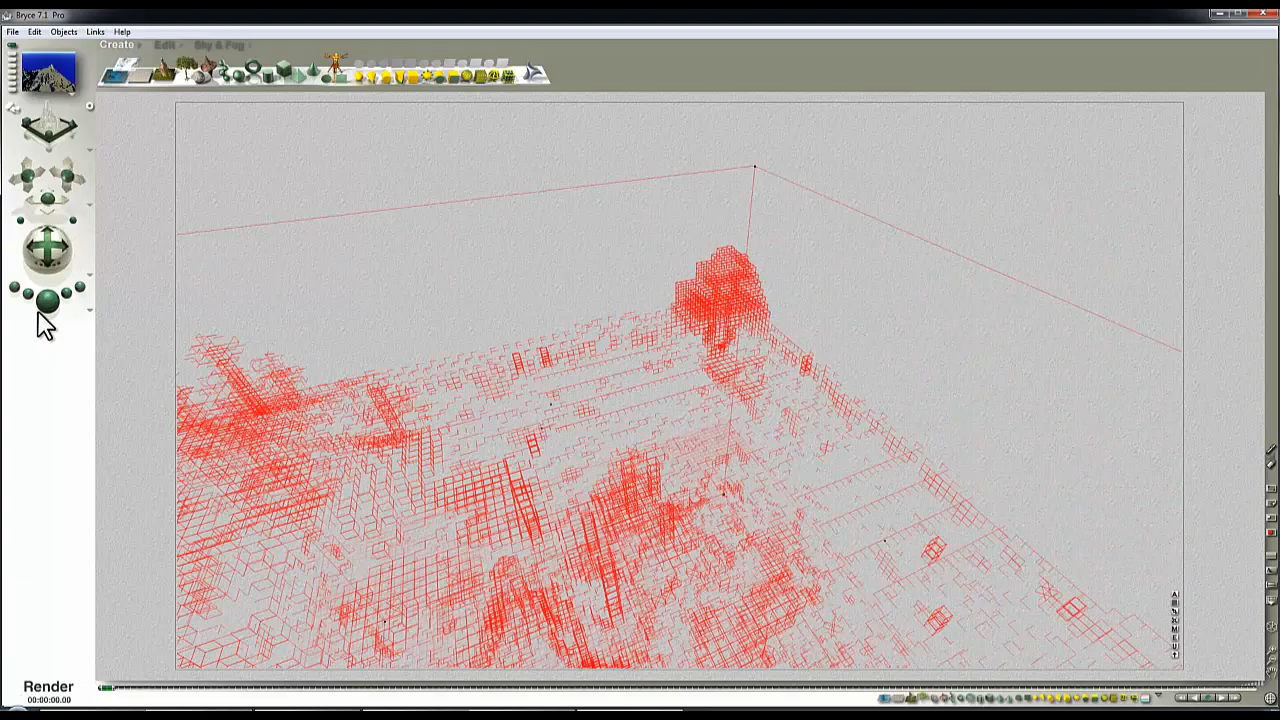 Bryce 7.1 Pro
File Edit Objects Links Help
Create Edit Sky & Fog
A
M
E
U
Render
00:00:00.00